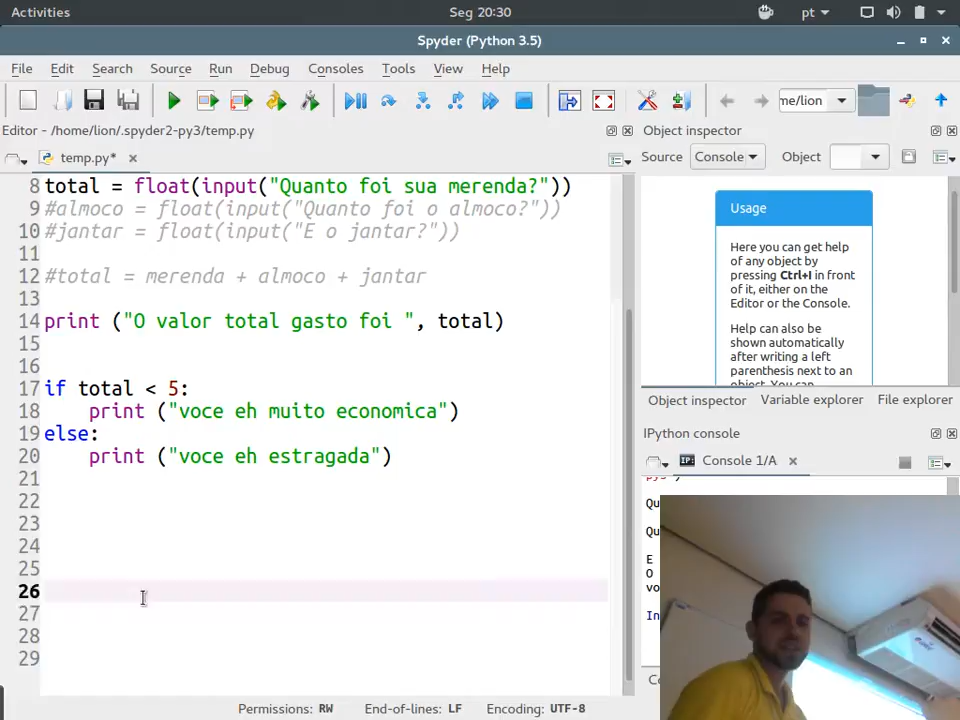 Activities
Seg 20:30
pt
Spyder (Python 3.5)
File Edit Search Source Run Debug Consoles Tools View Help
me/lion
Editor - /home/lion/.spyder2-py3/temp.py
Object inspector
temp.py*
Source Console Object
8 total = float(input("Quanto foi sua merenda?"))
9 #almoco = float(input("Quanto foi o almoco?"))
10 #jantar = float(input("E o jantar?"))
11
12 #total = merenda + almoco + jantar
13
14 print ("O valor total gasto foi ", total)
15
16
17 if total < 5:
18 print ("voce eh muito economica")
19 else:
20 print ("voce eh estragada")
21
22
23
24
25
26
27
28
29
Usage
Here you can get help
of any object by
pressing Ctrl+I in front
of it, either on the
Editor or the Console.
Help can also be
shown automatically
after writing a left
parenthesis next to an
object. You can
Object inspector Variable explorer File explorer
IPython console
IP: Console 1/A
Qu
Qu
E
O
vo
In
Permissions: RW End-of-lines: LF Encoding: UTF-8